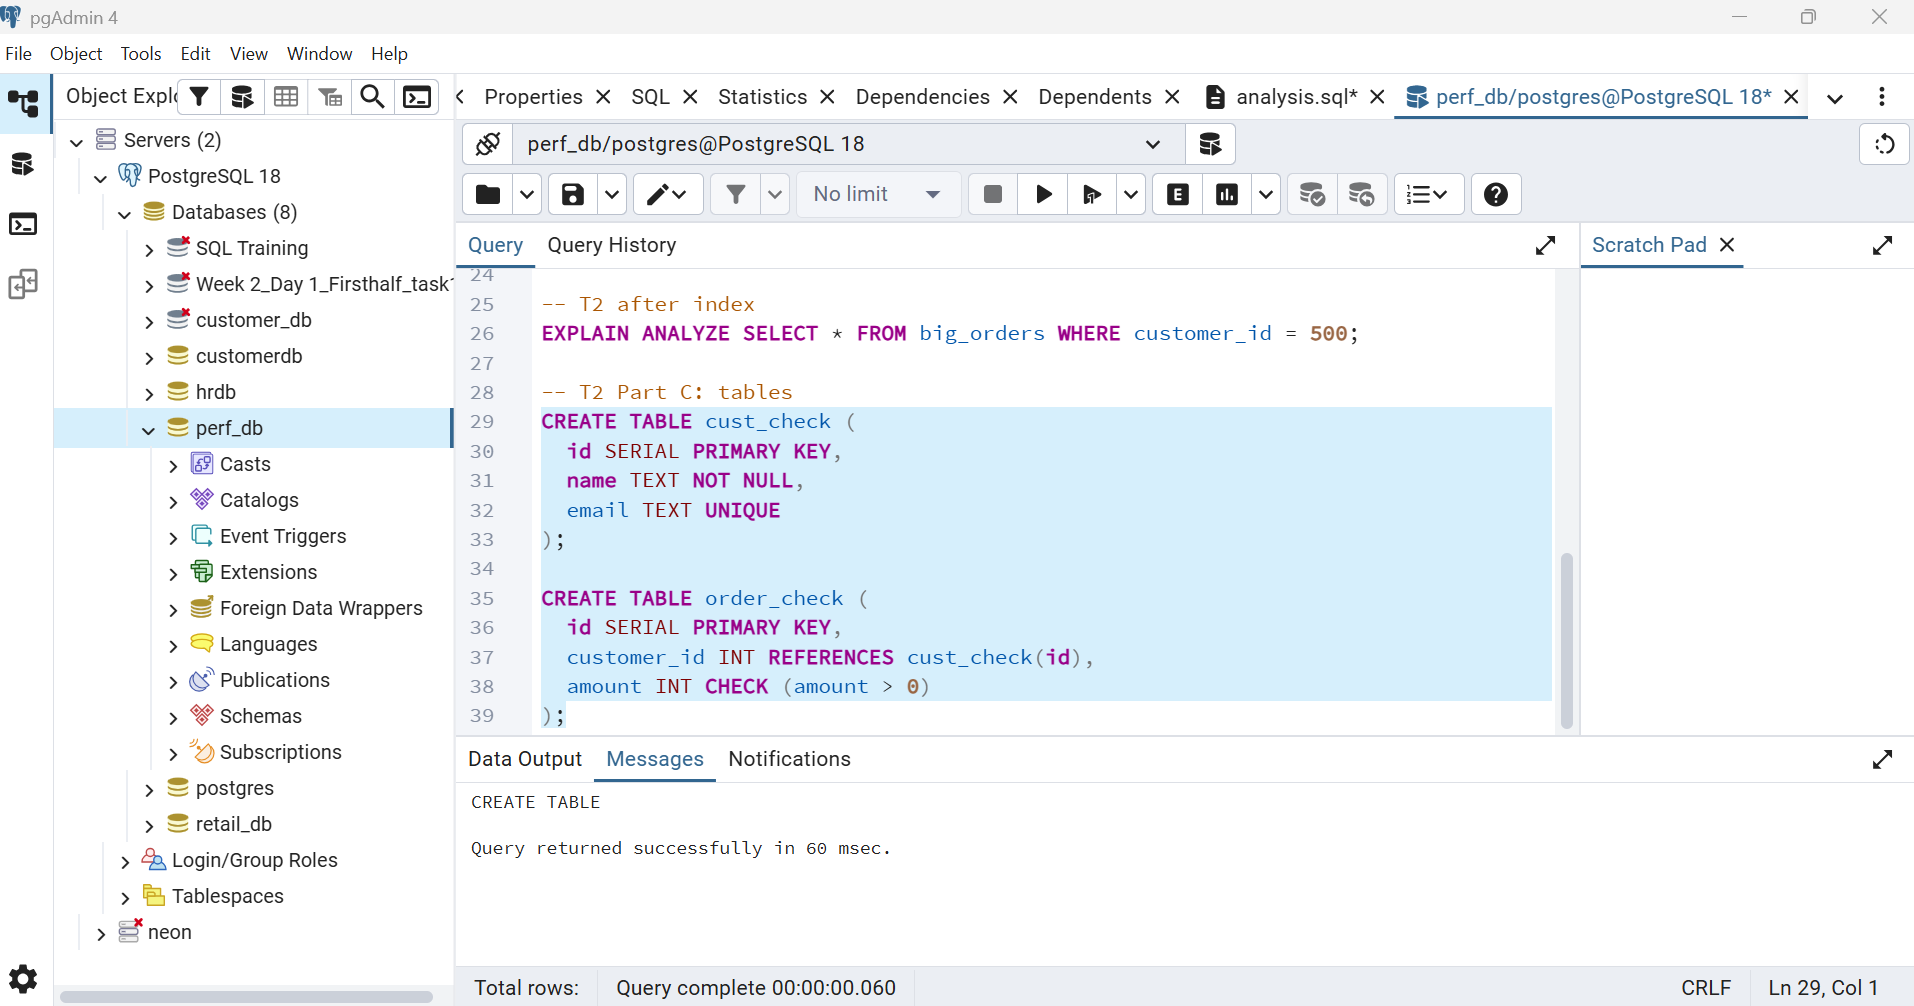 pgAdmin 4
File Object Tools Edit View Window Help
Object Explo
Properties SQL Statistics Dependencies Dependents analysis.sql* perf_db/postgres@PostgreSQL 18*
Servers (2)
PostgreSQL 18
Databases (8)
SQL Training
Week 2_Day 1_Firsthalf_task
customer_db
customerdb
hrdb
perf_db
Casts
Catalogs
Event Triggers
Extensions
Foreign Data Wrappers
Languages
Publications
Schemas
Subscriptions
postgres
retail_db
Login/Group Roles
Tablespaces
neon
perf_db/postgres@PostgreSQL 18
No limit
E
Query Query History
Scratch Pad
24
25 -- T2 after index
26 EXPLAIN ANALYZE SELECT * FROM big_orders WHERE customer_id = 500;
27
28 -- T2 Part C: tables
29 CREATE TABLE cust_check (
30 id SERIAL PRIMARY KEY,
31 name TEXT NOT NULL,
32 email TEXT UNIQUE
33 );
34
35 CREATE TABLE order_check (
36 id SERIAL PRIMARY KEY,
37 customer_id INT REFERENCES cust_check(id),
38 amount INT CHECK (amount > 0)
39 );
Data Output Messages Notifications
CREATE TABLE
Query returned successfully in 60 msec.
Total rows: Query complete 00:00:00.060 CRLF Ln 29, Col 1